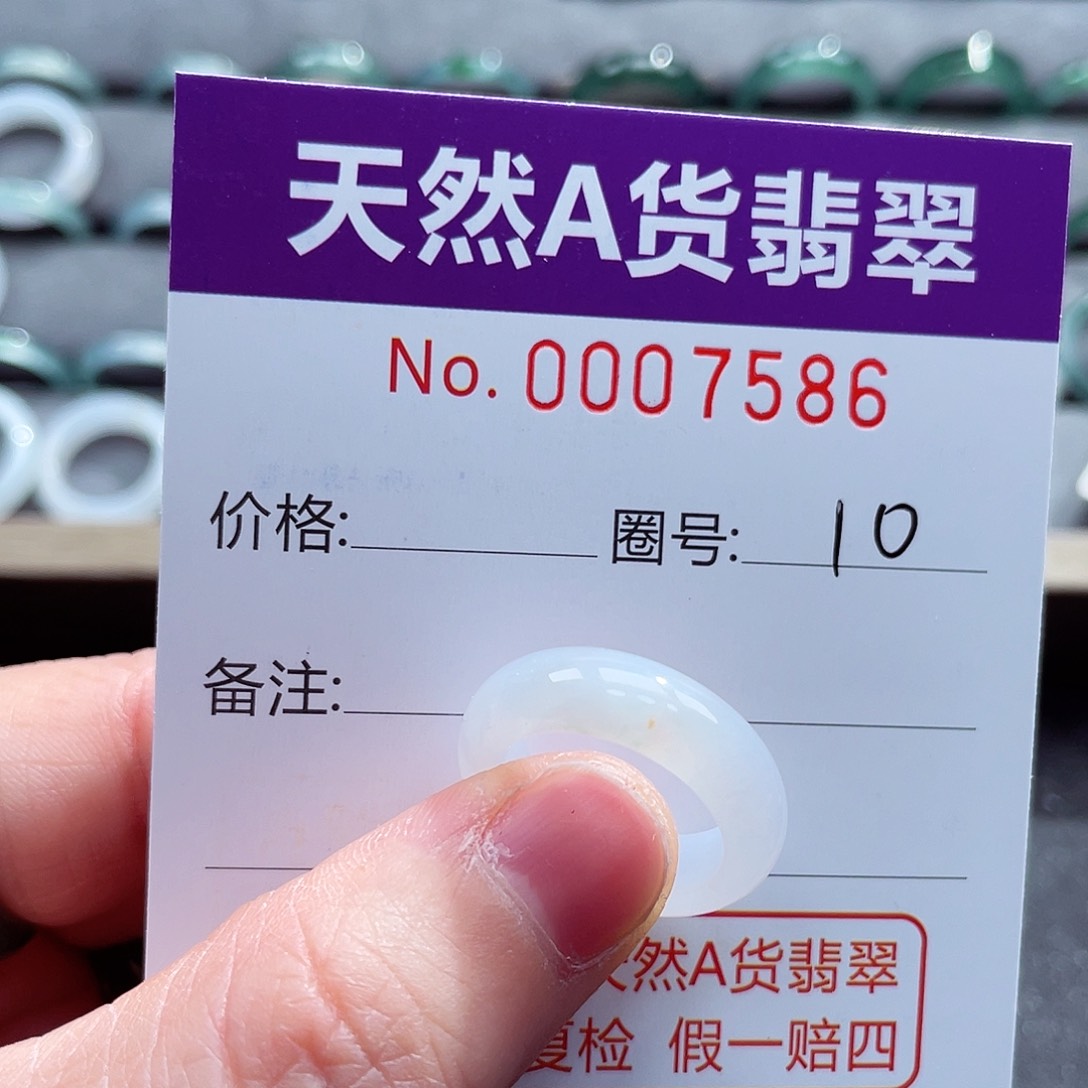 天然A货翡翠
No. 0007586
价格: 圈号: 10
备注:
然A货翡翠
复检 假一赔四